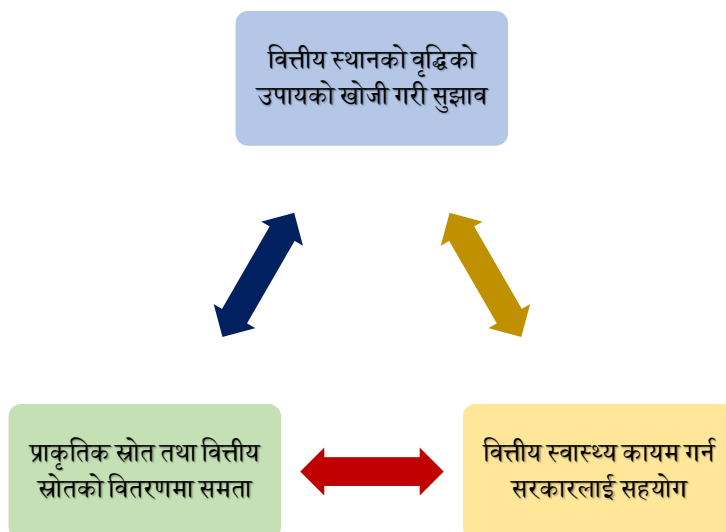 वित्तीय स्थानको वृद्धिको
उपायको खोजी गरी सुझाव
प्राकृतिक स्रोत तथा वित्तीय
स्रोतको वितरणमा समता
वित्तीय स्वास्थ्य कायम गर्न
सरकारलाई सहयोग